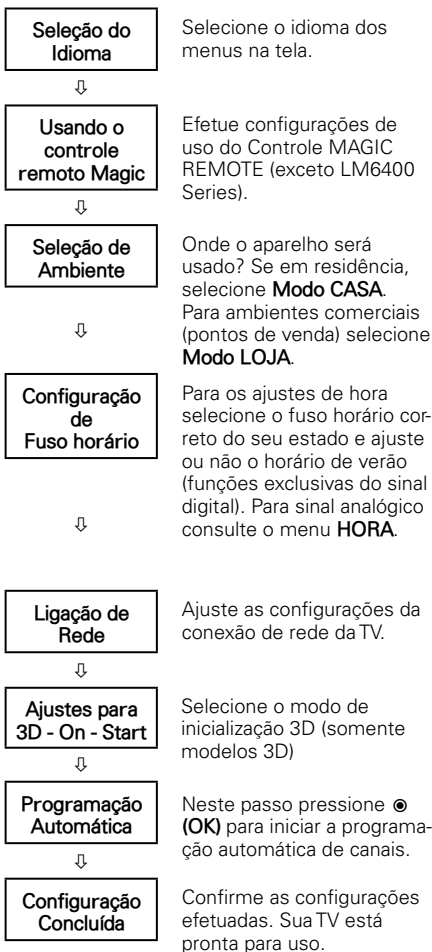 Seleção do
Idioma
Selecione o idioma dos
menus na tela.
⇩
Usando o
controle
remoto Magic
Efetue configurações de
uso do Controle MAGIC
REMOTE (exceto LM6400
Series).
⇩
Seleção de
Ambiente
Onde o aparelho será
usado? Se em residência,
selecione Modo CASA.
Para ambientes comerciais
(pontos de venda) selecione
Modo LOJA.
⇩
Configuração
de
Fuso horário
Para os ajustes de hora
selecione o fuso horário cor-
reto do seu estado e ajuste
ou não o horário de verão
(funções exclusivas do sinal
digital). Para sinal analógico
consulte o menu HORA.
⇩
Ligação de
Rede
Ajuste as configurações da
conexão de rede da TV.
⇩
Ajustes para
3D - On - Start
Selecione o modo de
inicialização 3D (somente
modelos 3D)
⇩
Programação
Automática
Neste passo pressione ◉
(OK) para iniciar a programa-
ção automática de canais.
⇩
Configuração
Concluída
Confirme as configurações
efetuadas. Sua TV está
pronta para uso.